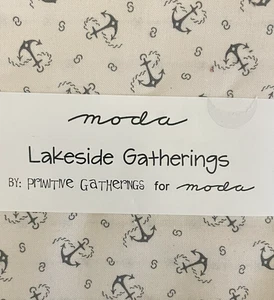 moda
Lakeside Gatherings
BY: PRiMiTiVE GaTHERiNGS for moda